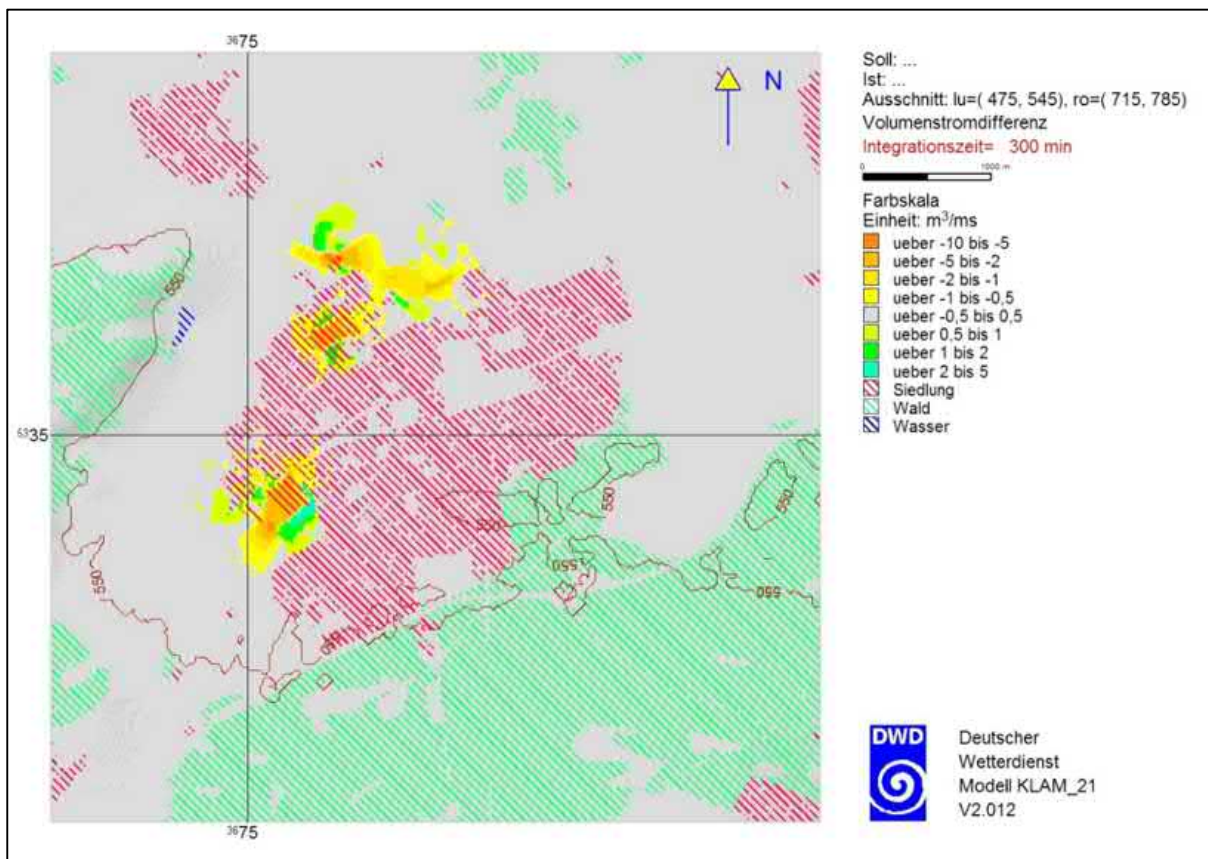 ³⁶75
N
550
⁵³35
550
550
550
550
550
550
³⁶75
Soll: ...
Ist: ...
Ausschnitt: lu=( 475, 545), ro=( 715, 785)
Volumenstromdifferenz
Integrationszeit= 300 min
0 1000 m
Farbskala
Einheit: m³/ms
ueber -10 bis -5
ueber -5 bis -2
ueber -2 bis -1
ueber -1 bis -0,5
ueber -0,5 bis 0,5
ueber 0,5 bis 1
ueber 1 bis 2
ueber 2 bis 5
Siedlung
Wald
Wasser
DWD
Deutscher
Wetterdienst
Modell KLAM_21
V2.012